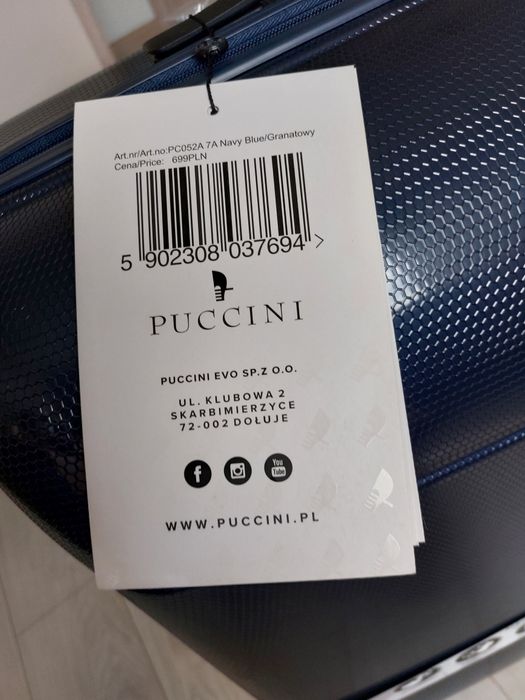 Art.nr/Art.no:PC052A 7A Navy Blue/Granatowy
Cena/Price: 699PLN
5 902308 037694 >
PUCCINI
PUCCINI EVO SP.Z O.O.
UL. KLUBOWA 2
SKARBIMIERZYCE
72-002 DOŁUJE
f
You
Tube
WWW.PUCCINI.PL